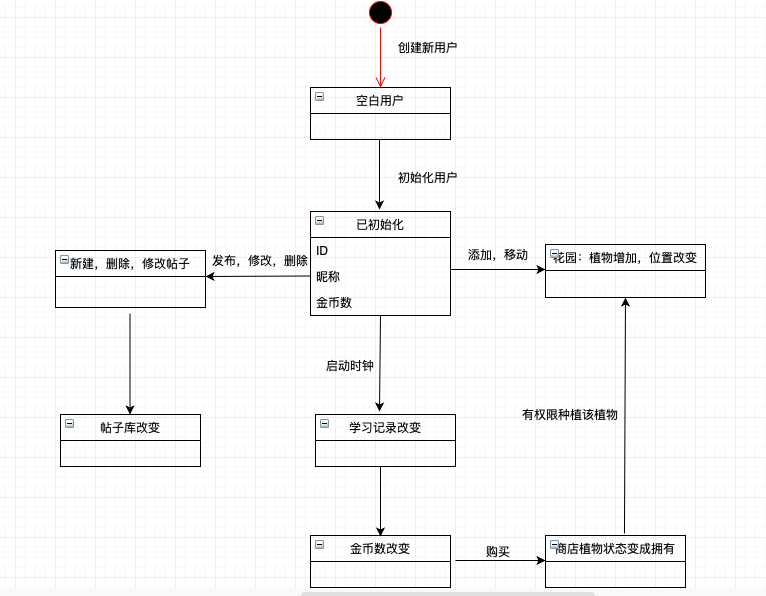 创建新用户
空白用户
初始化用户
已初始化
ID
昵称
金币数
发布，修改，删除
新建，删除，修改帖子
添加，移动
花园：植物增加，位置改变
启动时钟
有权限种植该植物
帖子库改变
学习记录改变
金币数改变
购买
商店植物状态变成拥有